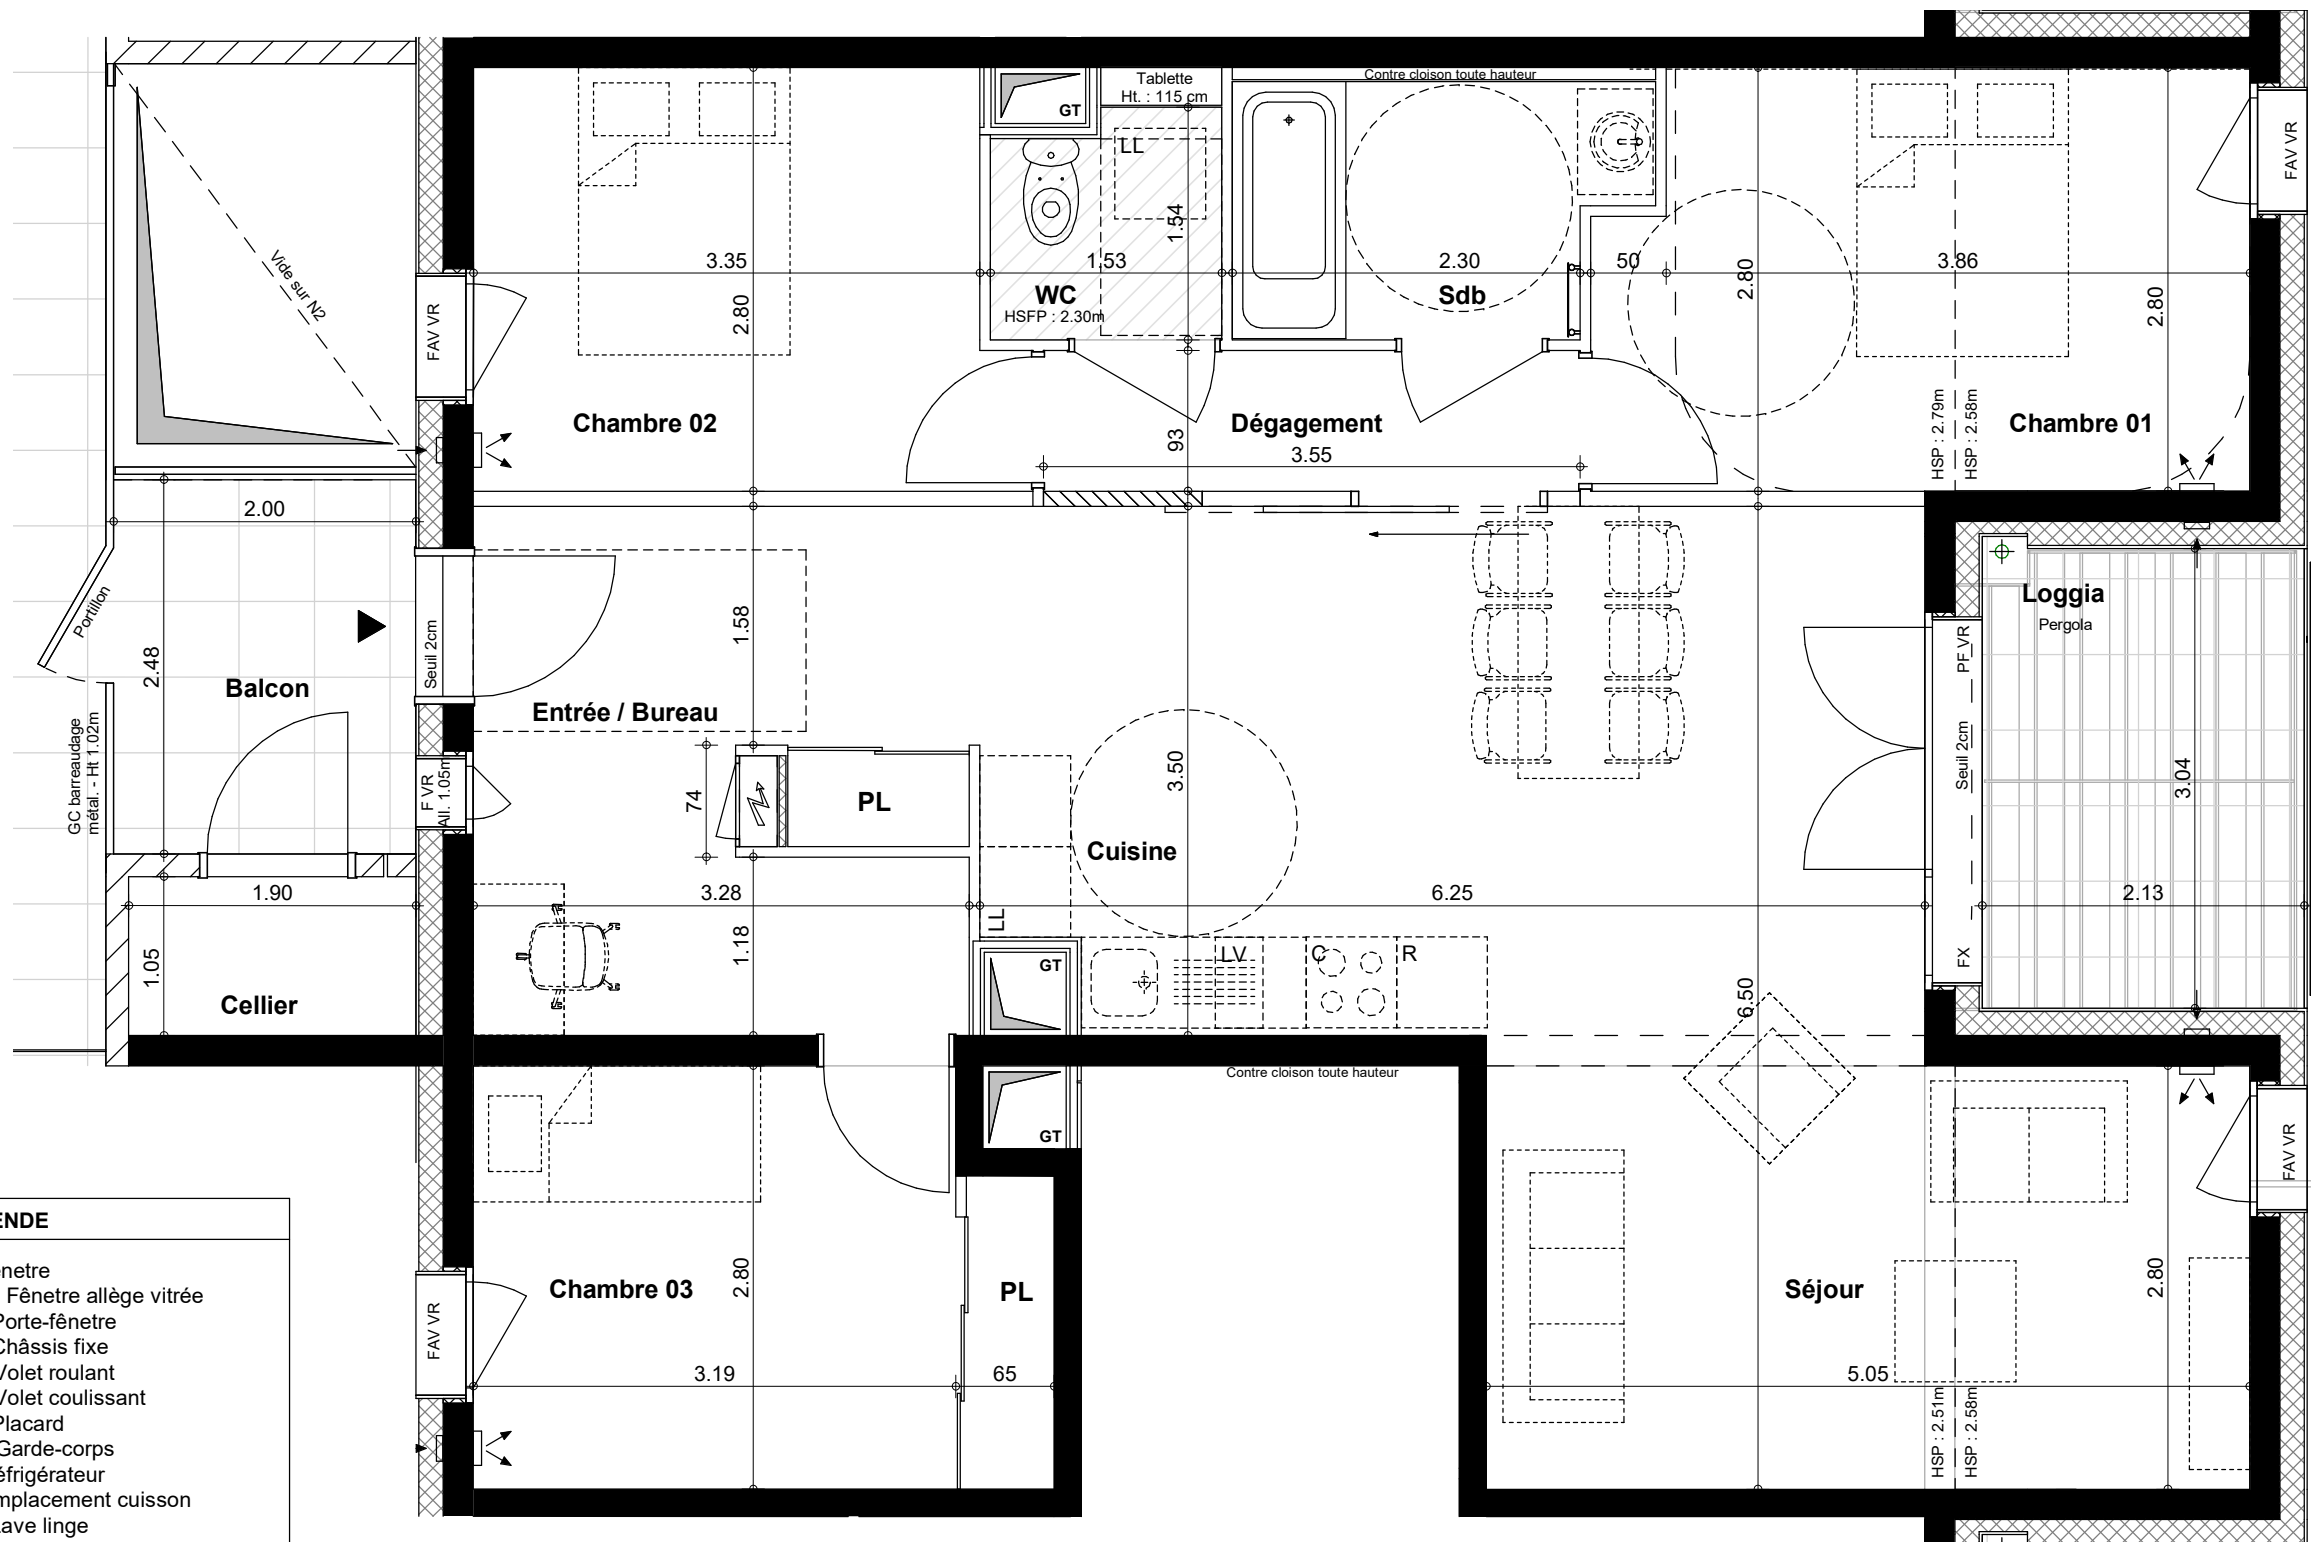 Contre cloison toute hauteur
Tablette
Ht. : 115 cm
GT
LL
FAV VR
Vide sur N2
1.54
3.35
1.53
2.30
50
3.86
2.80
2.80
2.80
WC
HSFP : 2.30m
Sdb
FAV VR
Chambre 02
Dégagement
Chambre 01
HSP : 2.79m
HSP : 2.58m
93
3.55
2.00
Portillon
2.48
Seuil 2cm
1.58
Loggia
Pergola
PF VR
Balcon
Entrée / Bureau
GC barreaudage
métal. - Ht 1.02m
F VR
All. 1.05m
74
PL
3.50
Seuil 2cm
3.04
Cuisine
1.90
3.28
6.25
2.13
LL
1.05
1.18
GT
LV
C
R
FX
6.50
Cellier
Contre cloison toute hauteur
GT
FAV VR
ENDE
enetre
Fênetre allège vitrée
Porte-fênetre
Châssis fixe
Volet roulant
Volet coulissant
Placard
Garde-corps
éfrigérateur
mplacement cuisson
ave linge
FAV VR
Chambre 03
2.80
PL
Séjour
2.80
3.19
65
5.05
HSP : 2.51m
HSP : 2.58m